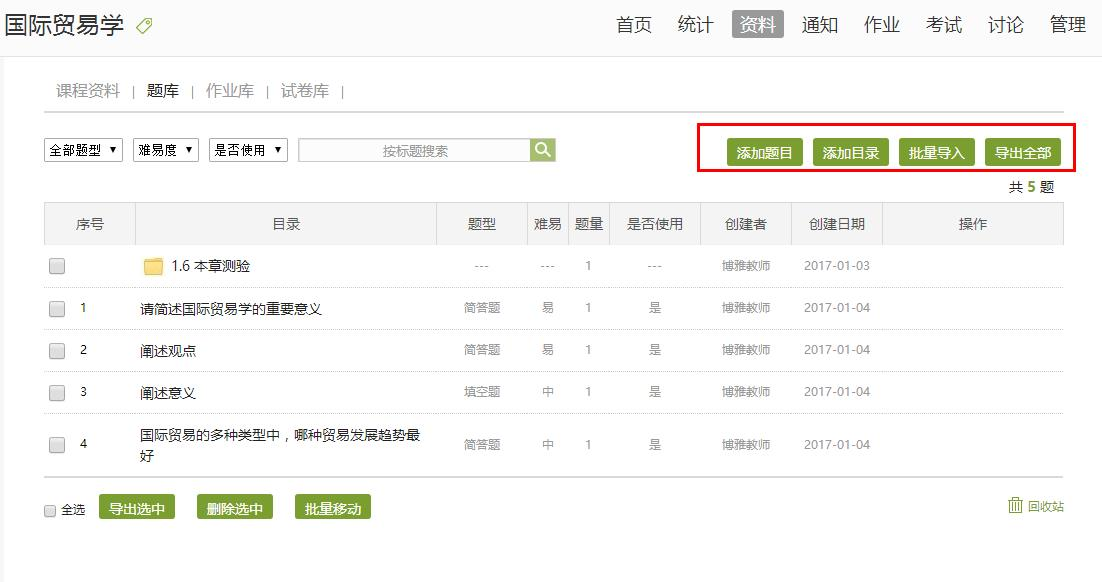 国际贸易学
首页 统计 资料 通知 作业 考试 讨论 管理
课程资料 | 题库 | 作业库 | 试卷库 |
全部题型 难易度 是否使用 按标题搜索 添加题目 添加目录 批量导入 导出全部
共 5 题
序号 目录 题型 难易 题量 是否使用 创建者 创建日期 操作
1.6 本章测验 --- --- 1 --- 博雅教师 2017-01-03
1 请简述国际贸易学的重要意义 简答题 易 1 是 博雅教师 2017-01-04
2 阐述观点 简答题 易 1 是 博雅教师 2017-01-04
3 阐述意义 填空题 中 1 是 博雅教师 2017-01-04
4 国际贸易的多种类型中，哪种贸易发展趋势最
好 简答题 中 1 是 博雅教师 2017-01-04
全选 导出选中 删除选中 批量移动 回收站